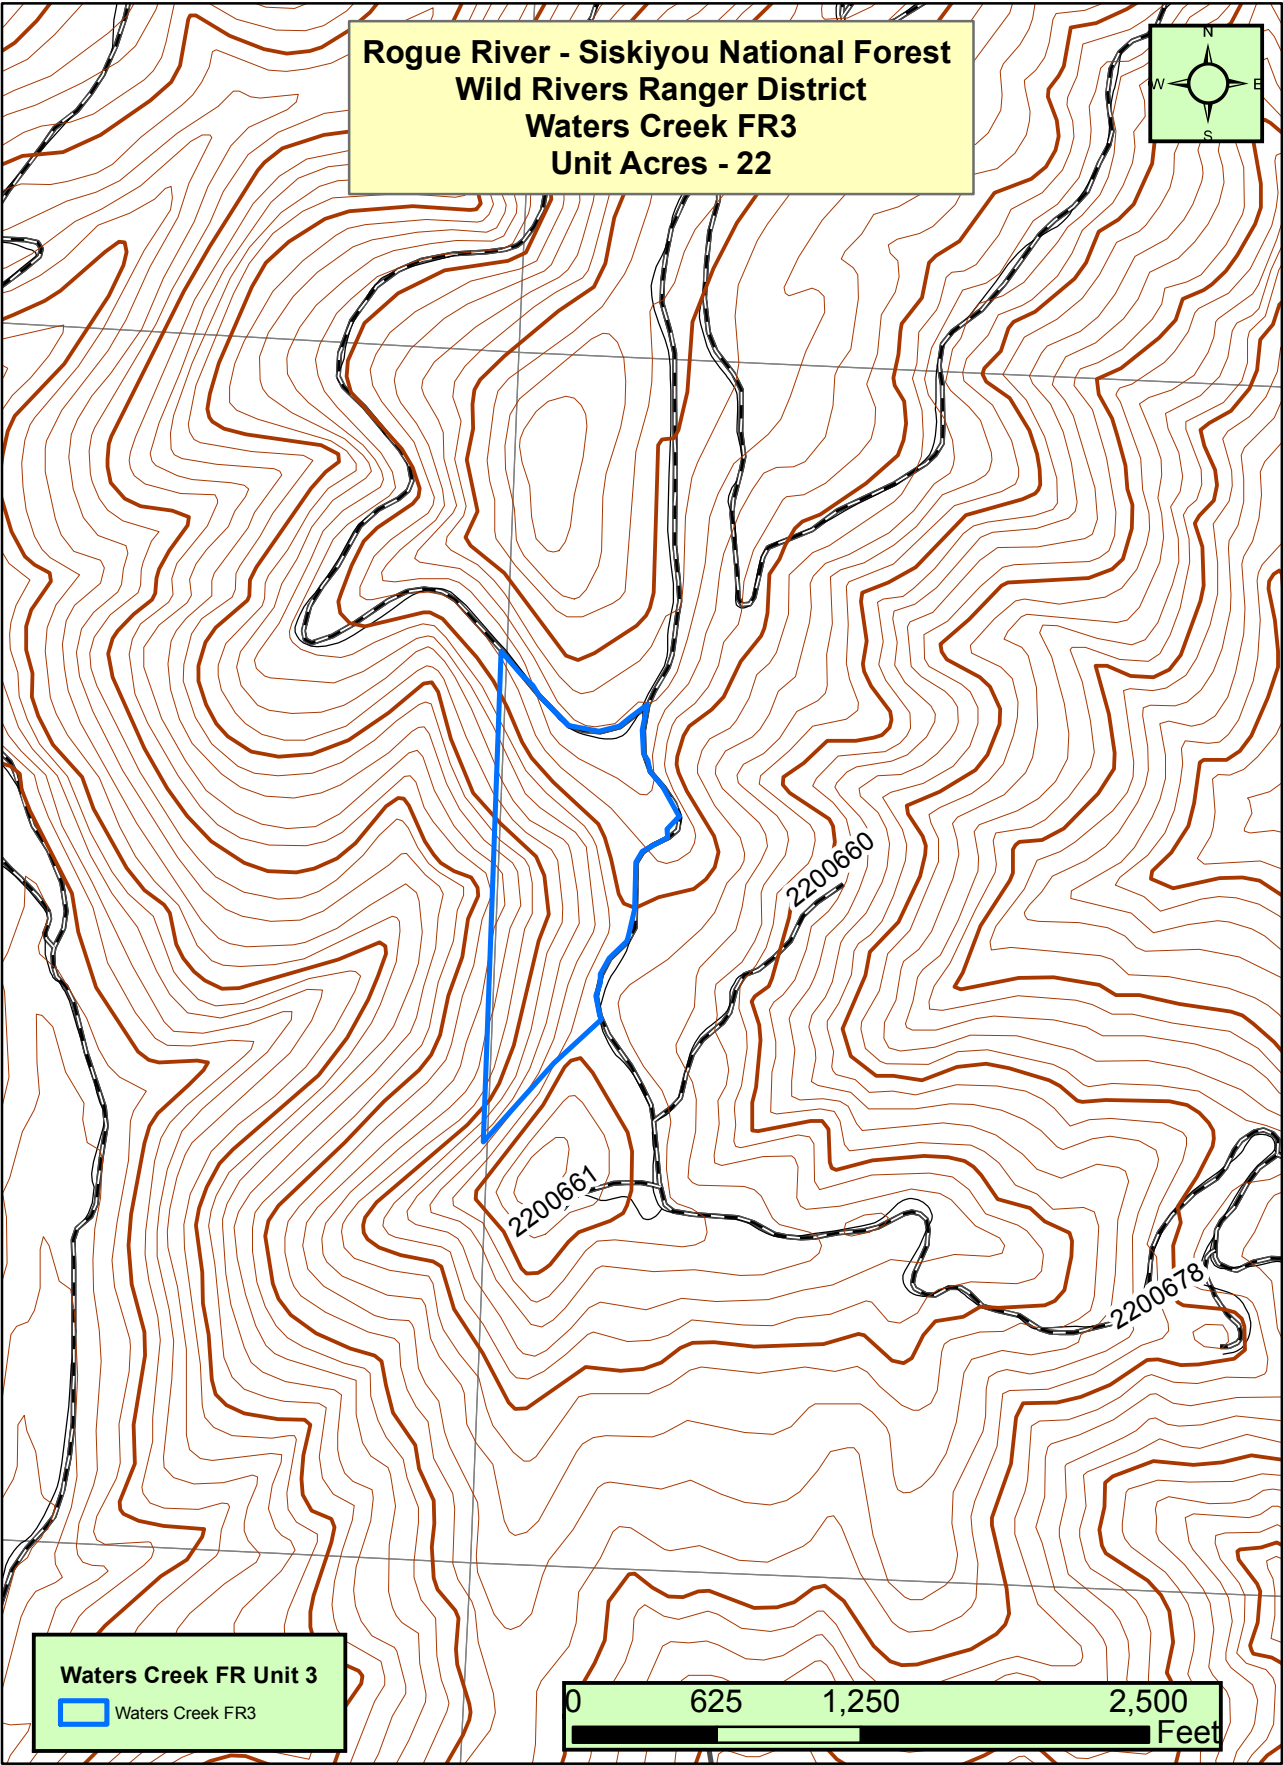 Rogue River - Siskiyou National Forest
Wild Rivers Ranger District
Waters Creek FR3
Unit Acres - 22
N
W E
S
2200660
2200661
2200678
Waters Creek FR Unit 3
Waters Creek FR3
0 625 1,250 2,500
Feet